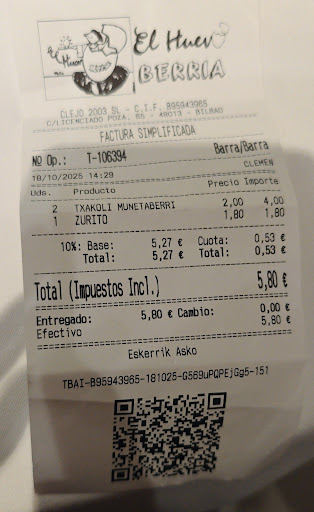 El Huevo
BERRIA
CLEJO 2003 SL - C.I.F. B95943965
C/LICENCIADO POZA, 65 - 48013 - BILBAO
FACTURA SIMPLIFICADA
Nº Op.: T-106394 Barra/Barra
18/10/2025 14:29 CLEMEN
Uds. Producto Precio Importe
2 TXAKOLI MUNETABERRI 2,00 4,00
1 ZURITO 1,80 1,80
10%: Base: 5,27 € Cuota: 0,53 €
Total: 5,27 € Total: 0,53 €
Total (Impuestos Incl.) 5,80 €
Entregado: 5,80 € Cambio: 0,00 €
Efectivo 5,80 €
Eskerrik Asko
TBAI-B95943965-181025-G569uPQPEjGg5-151